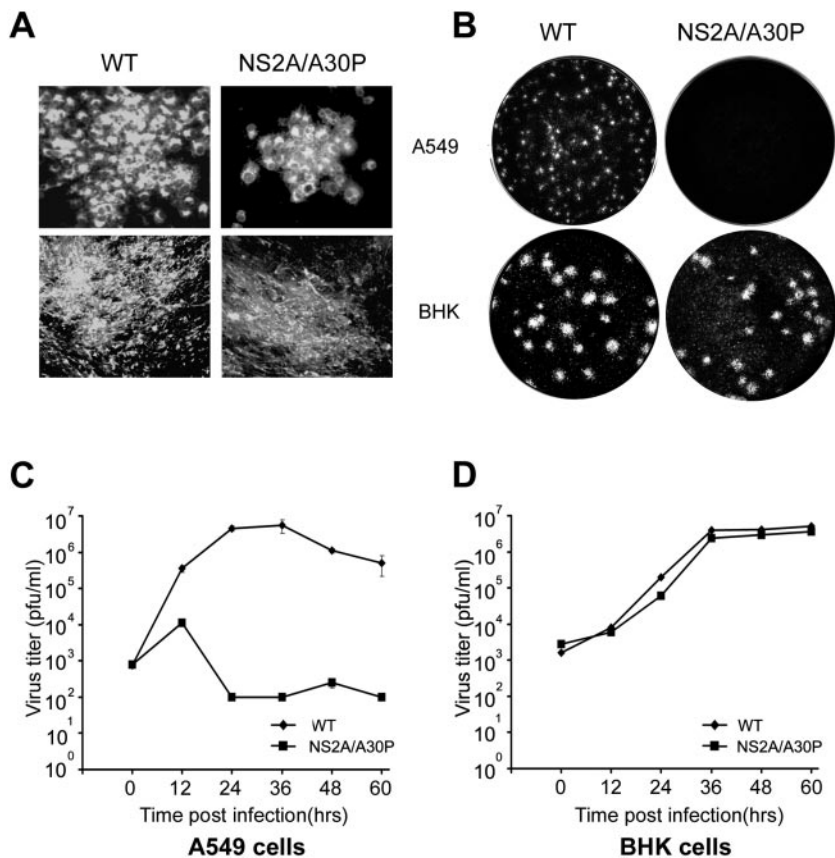 A
WT NS2A/A30P
B
WT NS2A/A30P
A549
BHK
C
Virus titer (pfu/ml)
10^7
10^6
10^5
10^4
10^3
10^2
10^1
10^0
WT
NS2A/A30P
0 12 24 36 48 60
Time post infection(hrs)
A549 cells
D
Virus titer (pfu/ml)
10^7
10^6
10^5
10^4
10^3
10^2
10^1
10^0
WT
NS2A/A30P
0 12 24 36 48 60
Time post infection(hrs)
BHK cells